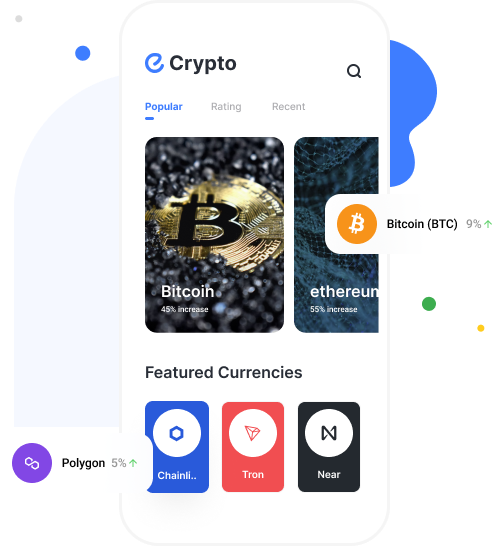 Crypto
Popular Rating Recent
Bitcoin
45% increase
ethereum
55% increase
Bitcoin (BTC) 9%
Featured Currencies
Chainli..
Tron
Near
Polygon 5%